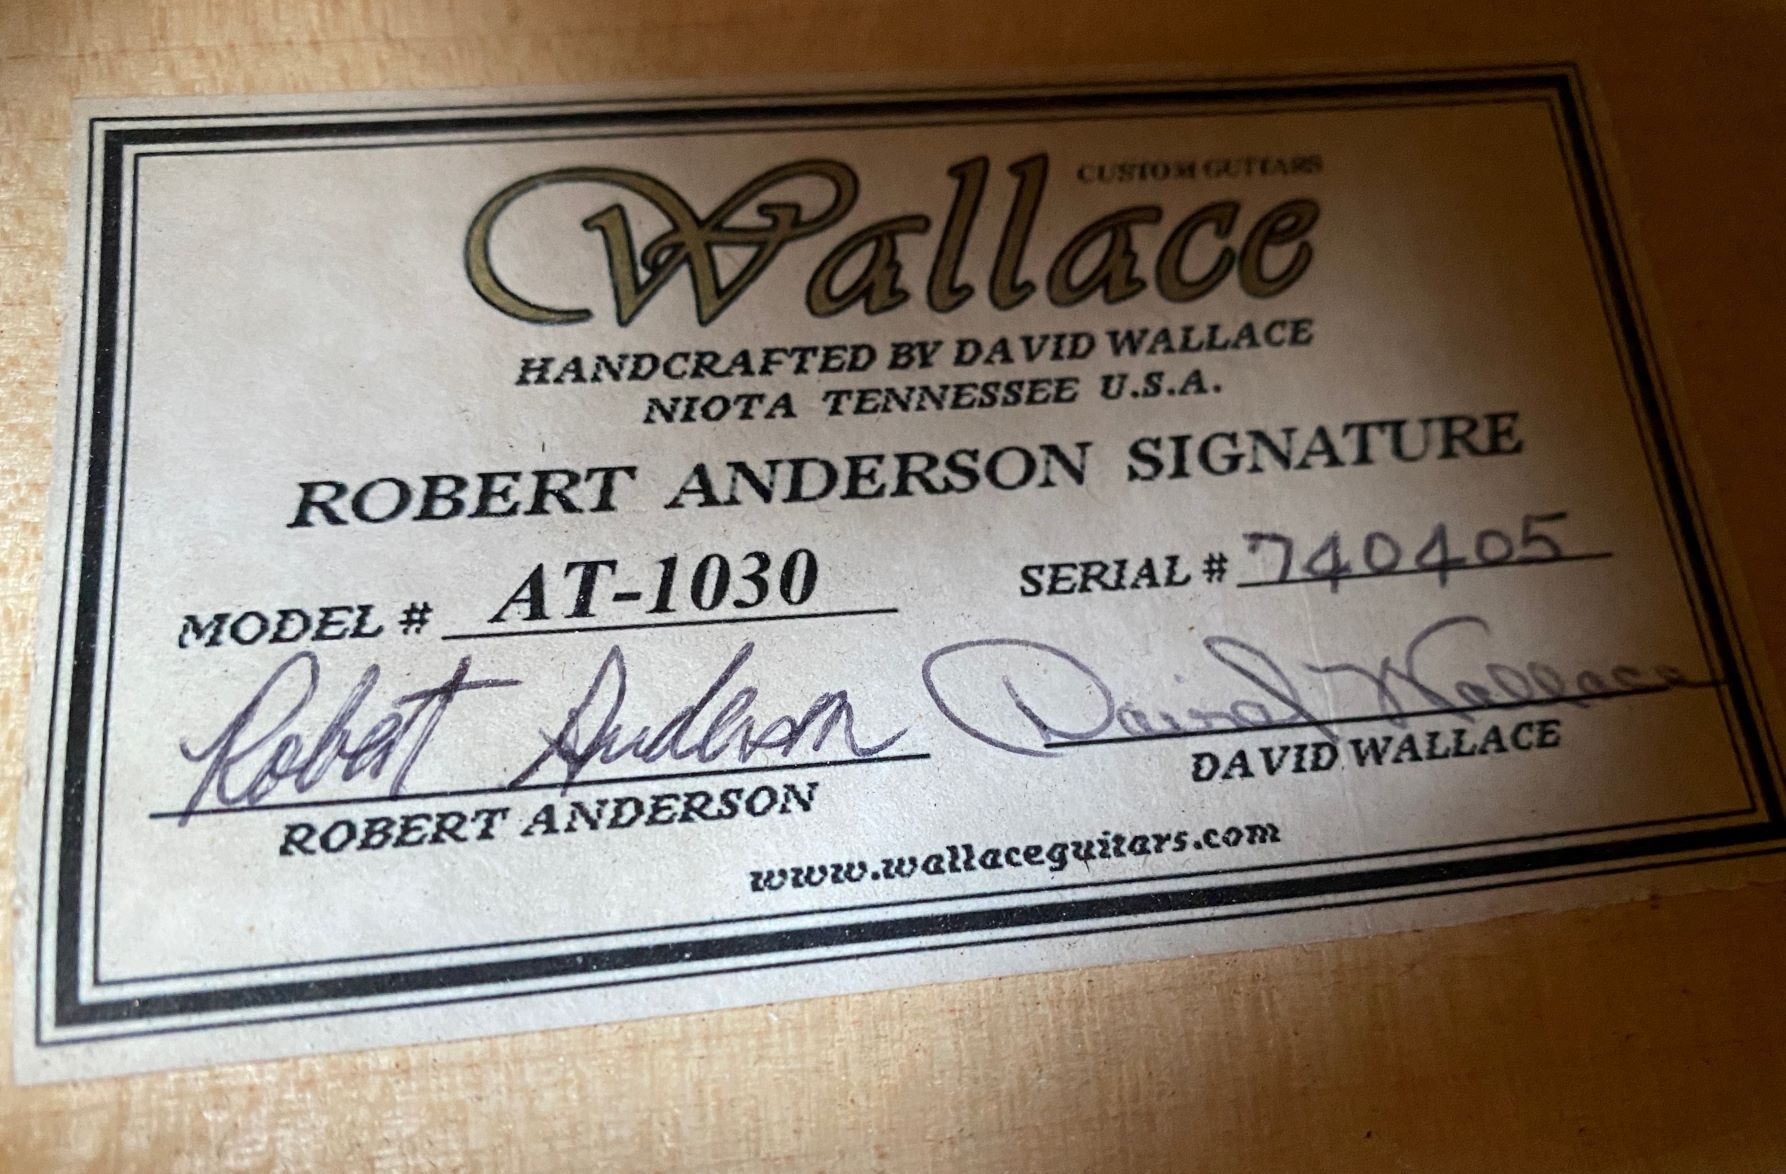 CUSTOM GUITARS
Wallace
HANDCRAFTED BY DAVID WALLACE
NIOTA TENNESSEE U.S.A.
ROBERT ANDERSON SIGNATURE
MODEL # AT-1030 SERIAL # 740405
Robert Anderson David Wallace
ROBERT ANDERSON DAVID WALLACE
www.wallaceguitars.com